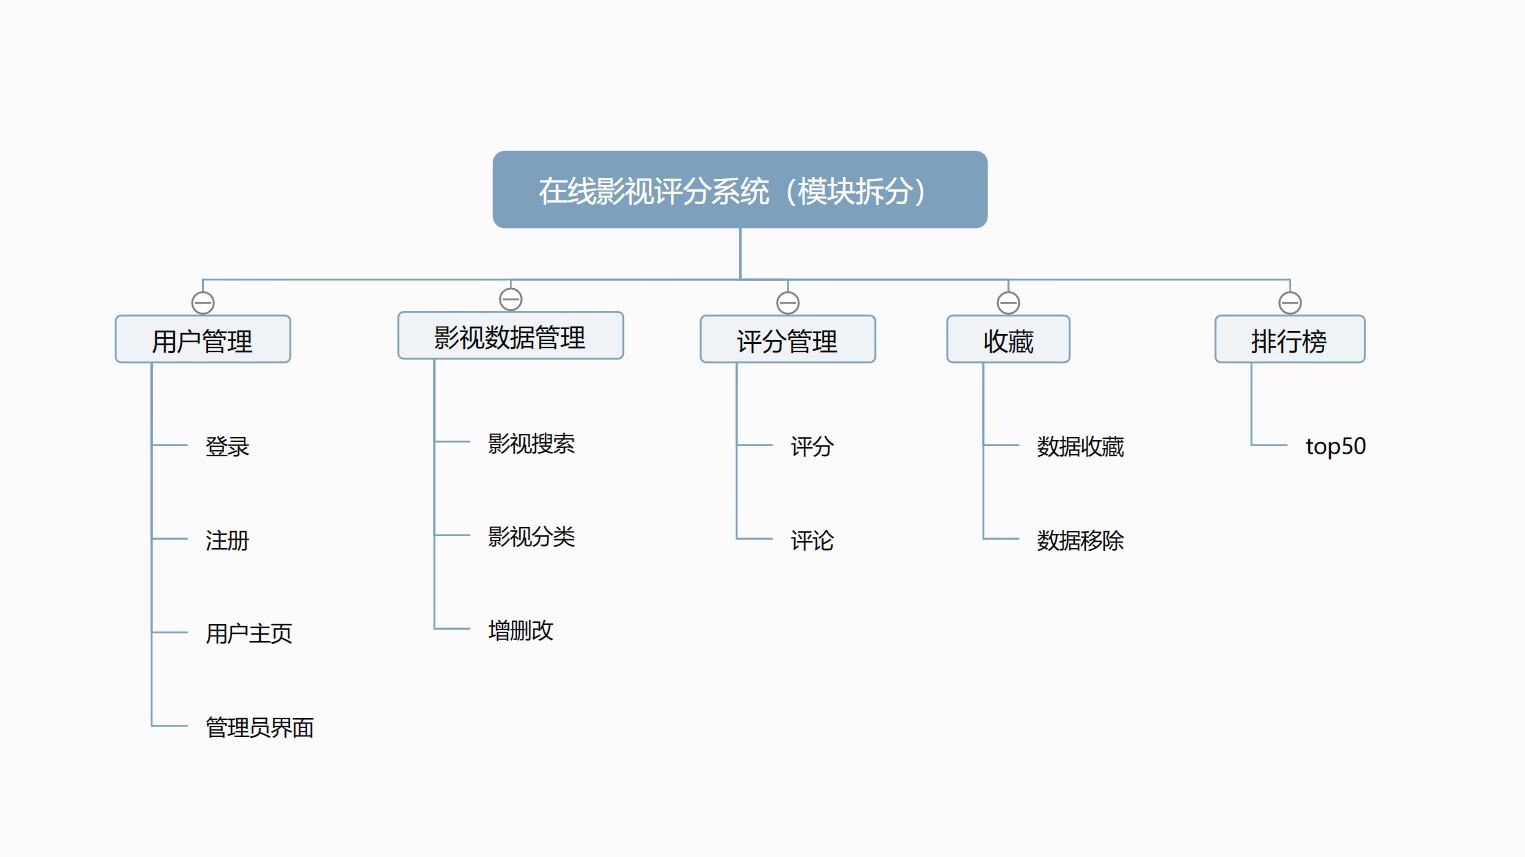 在线影视评分系统（模块拆分）
用户管理
影视数据管理
评分管理
收藏
排行榜
登录
影视搜索
评分
数据收藏
top50
注册
影视分类
评论
数据移除
用户主页
增删改
管理员界面